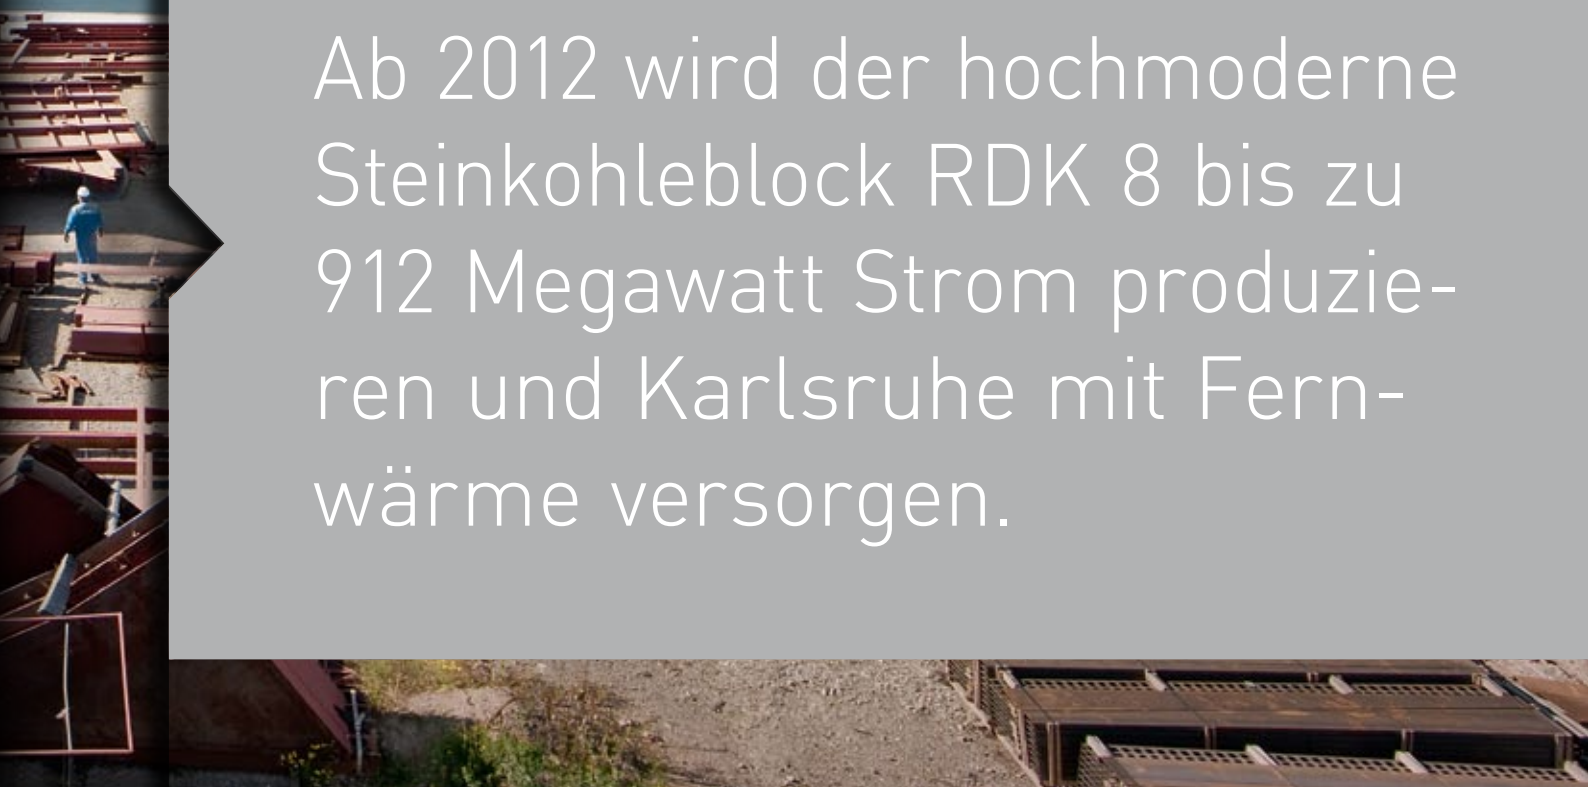 Ab 2012 wird der hochmoderne
Steinkohleblock RDK 8 bis zu
912 Megawatt Strom produzie-
ren und Karlsruhe mit Fern-
wärme versorgen.